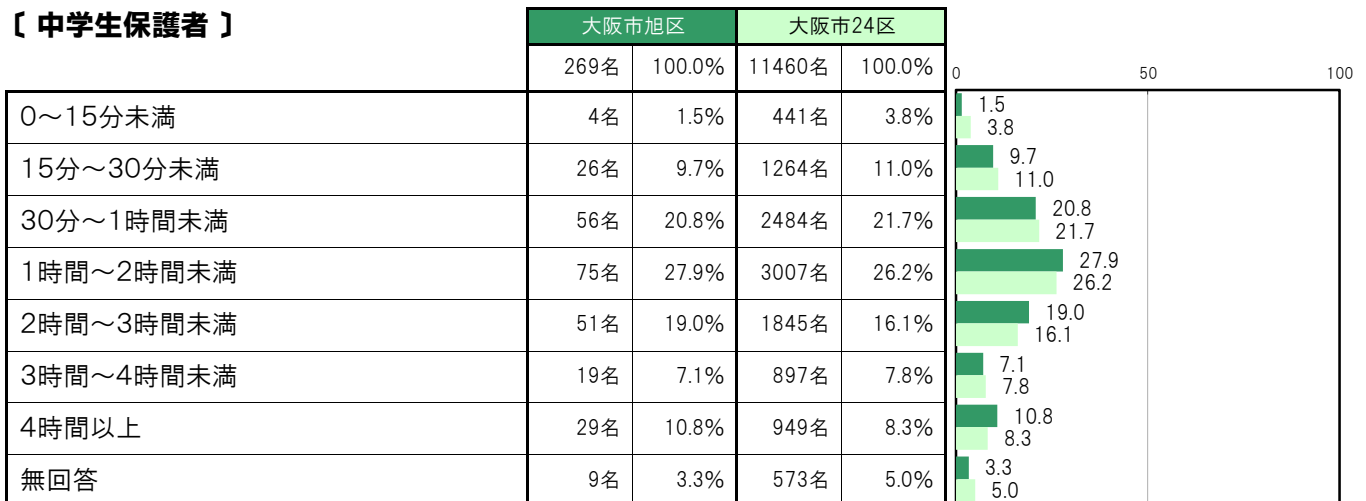 〔 中学生保護者 〕
大阪市旭区 大阪市24区
269名 100.0% 11460名 100.0%
0 50 100
0～15分未満 4名 1.5% 441名 3.8%
1.5
3.8
15分～30分未満 26名 9.7% 1264名 11.0%
9.7
11.0
30分～1時間未満 56名 20.8% 2484名 21.7%
20.8
21.7
1時間～2時間未満 75名 27.9% 3007名 26.2%
27.9
26.2
2時間～3時間未満 51名 19.0% 1845名 16.1%
19.0
16.1
3時間～4時間未満 19名 7.1% 897名 7.8%
7.1
7.8
4時間以上 29名 10.8% 949名 8.3%
10.8
8.3
無回答 9名 3.3% 573名 5.0%
3.3
5.0